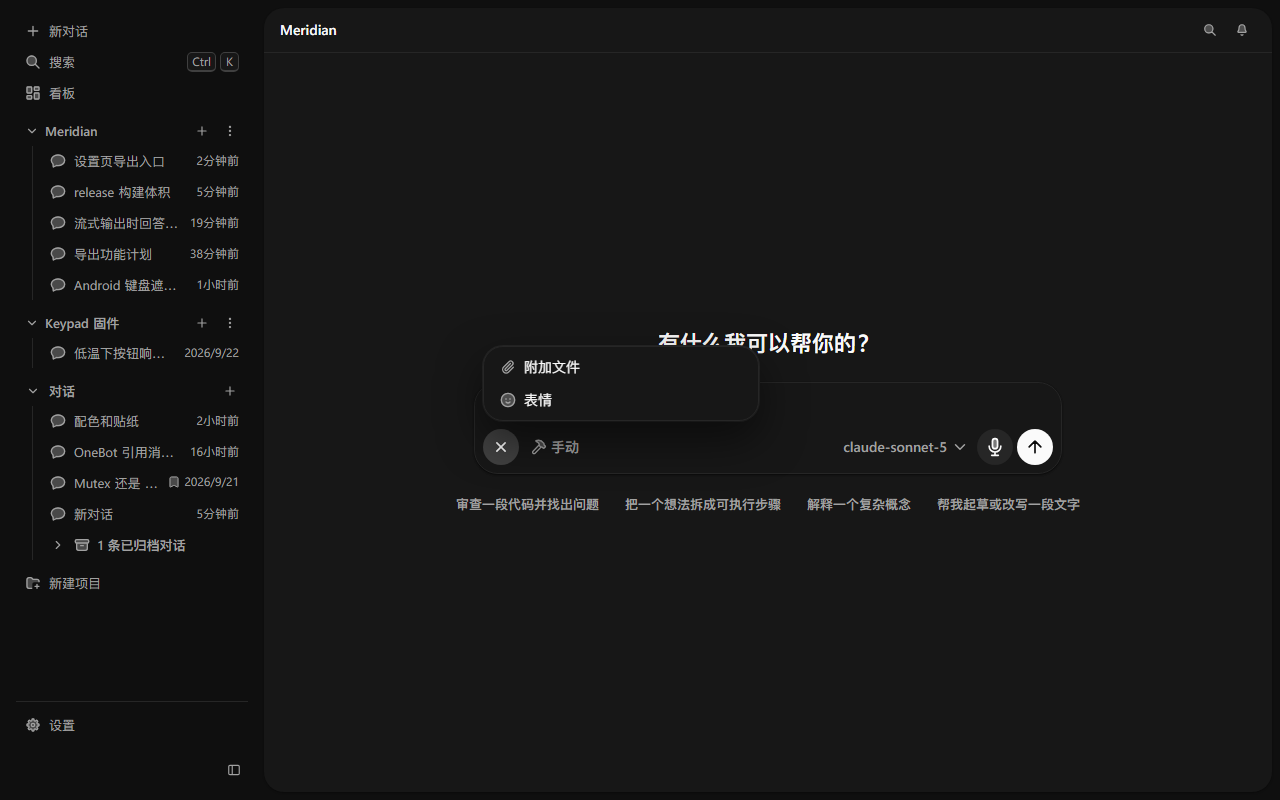 新对话
搜索
Ctrl K
看板
Meridian
设置页导出入口 2分钟前
release 构建体积 5分钟前
流式输出时回答... 19分钟前
导出功能计划 38分钟前
Android 键盘遮... 1小时前
Keypad 固件
低温下按钮响... 2026/9/22
对话
配色和贴纸 2小时前
OneBot 引用消... 16小时前
Mutex 还是 ... 2026/9/21
新对话 5分钟前
1 条已归档对话
新建项目
设置
Meridian
有什么我可以帮你的？
附加文件
表情
手动
claude-sonnet-5
审查一段代码并找出问题
把一个想法拆成可执行步骤
解释一个复杂概念
帮我起草或改写一段文字